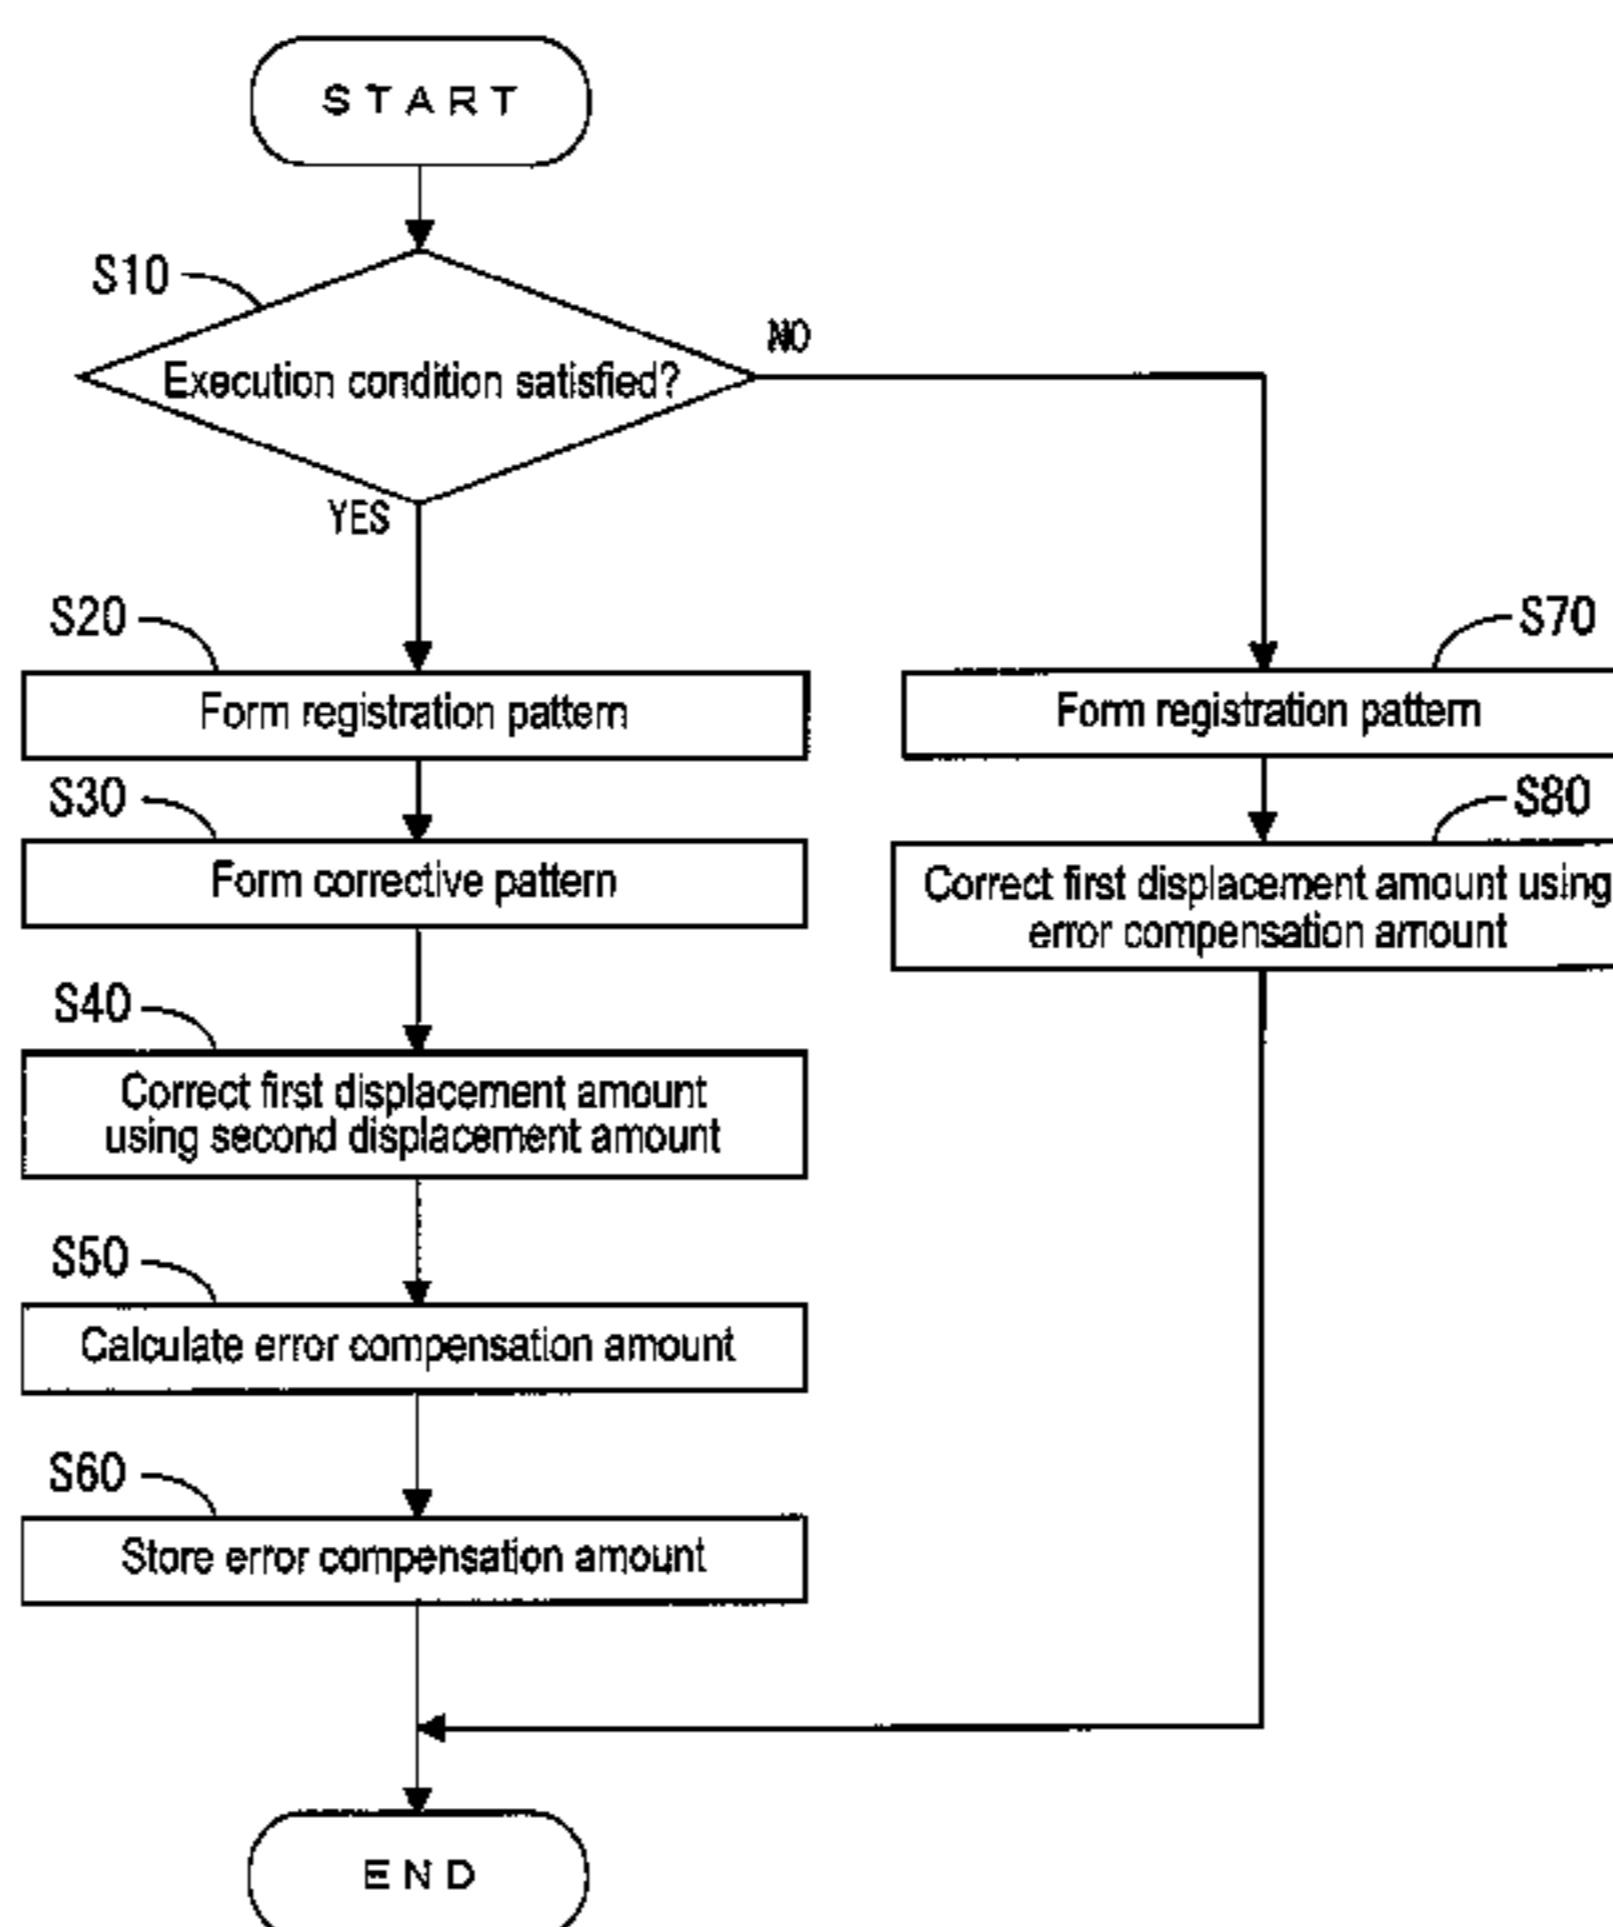 START
S10
NO
Execution condition satisfied?
YES
S20
Form registration pattern
S30
Form corrective pattern
S40
Correct first displacement amount
using second displacement amount
S50
Calculate error compensation amount
S60
Store error compensation amount
S70
Form registration pattern
S80
Correct first displacement amount using
error compensation amount
END